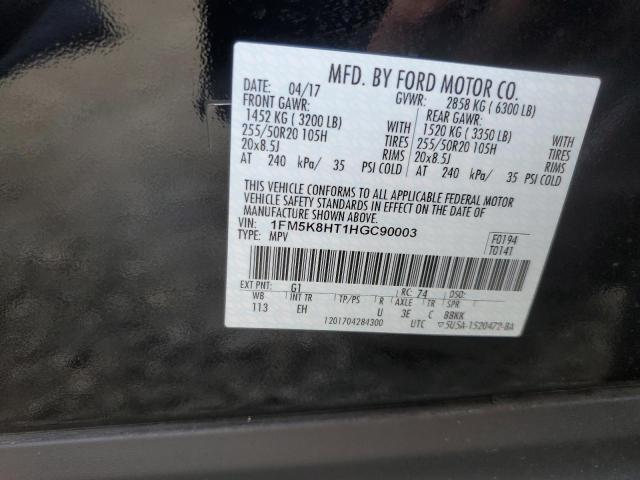 MFD. BY FORD MOTOR CO.
DATE: 04/17 GVWR: 2858 KG ( 6300 LB)
FRONT GAWR: REAR GAWR:
1452 KG ( 3200 LB) WITH 1520 KG ( 3350 LB) WITH
255/50R20 105H TIRES 255/50R20 105H TIRES
20x8.5J RIMS 20x8.5J RIMS
AT 240 kPa/ 35 PSI COLD AT 240 kPa/ 35 PSI COLD
THIS VEHICLE CONFORMS TO ALL APPLICABLE FEDERAL MOTOR
VEHICLE SAFETY STANDARDS IN EFFECT ON THE DATE OF
MANUFACTURE SHOWN ABOVE.
VIN: 1FM5K8HT1HGC90003
TYPE: MPV
F0194
T0141
EXT PNT: G1 RC: 74 DSO:
WB INT TR TP/PS R AXLE TR SPR
113 EH U 3E C BBKK
1201704284300 UTC ▽5U5A-1520472-BA